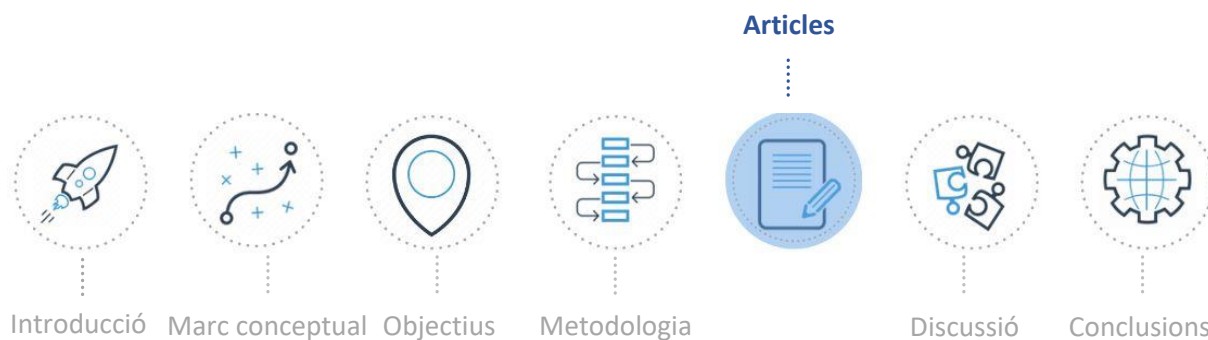 Articles
Introducció Marc conceptual Objectius Metodologia Discussió Conclusions